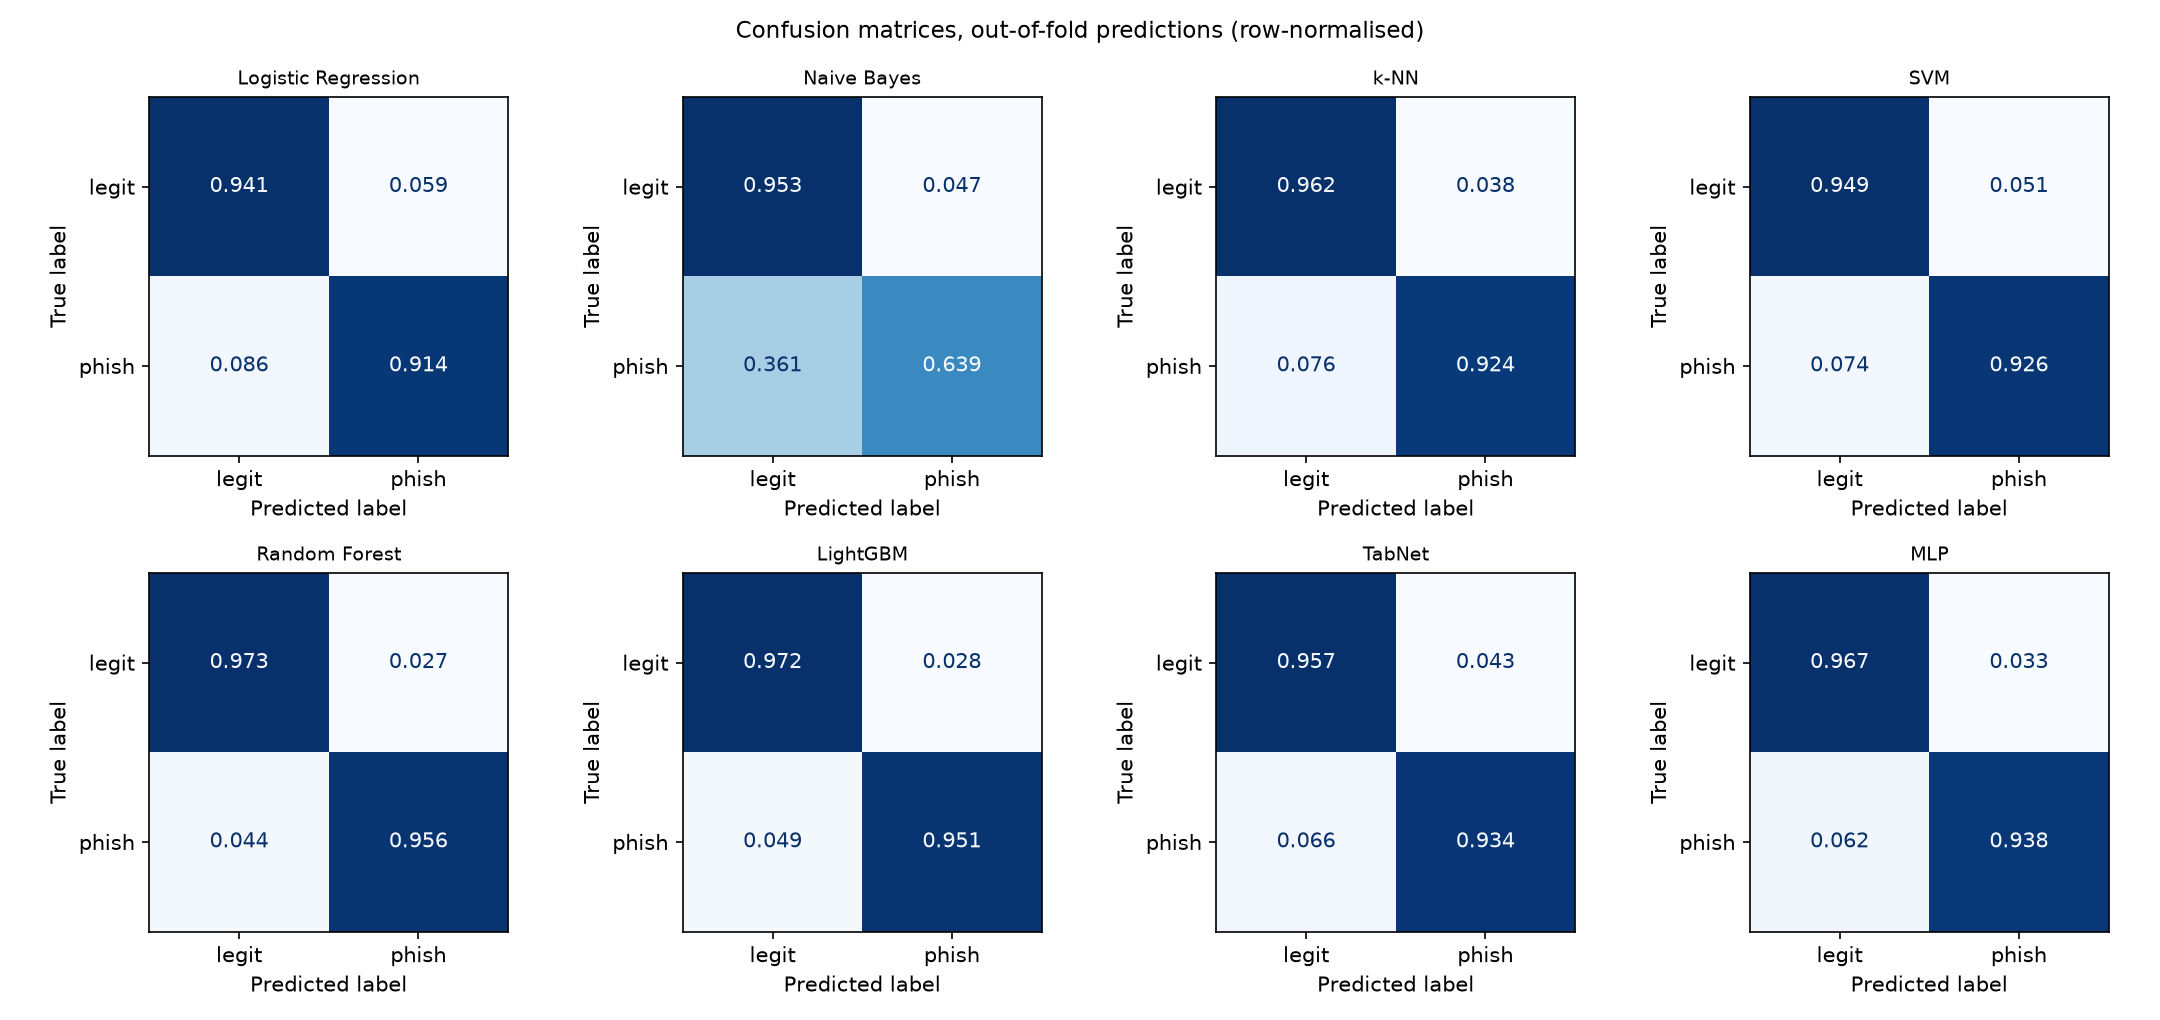 Confusion matrices, out-of-fold predictions (row-normalised)
Logistic Regression
True label
legit
0.941 0.059
phish
0.086 0.914
legit phish
Predicted label
Naive Bayes
True label
legit
0.953 0.047
phish
0.361 0.639
legit phish
Predicted label
k-NN
True label
legit
0.962 0.038
phish
0.076 0.924
legit phish
Predicted label
SVM
True label
legit
0.949 0.051
phish
0.074 0.926
legit phish
Predicted label
Random Forest
True label
legit
0.973 0.027
phish
0.044 0.956
legit phish
Predicted label
LightGBM
True label
legit
0.972 0.028
phish
0.049 0.951
legit phish
Predicted label
TabNet
True label
legit
0.957 0.043
phish
0.066 0.934
legit phish
Predicted label
MLP
True label
legit
0.967 0.033
phish
0.062 0.938
legit phish
Predicted label